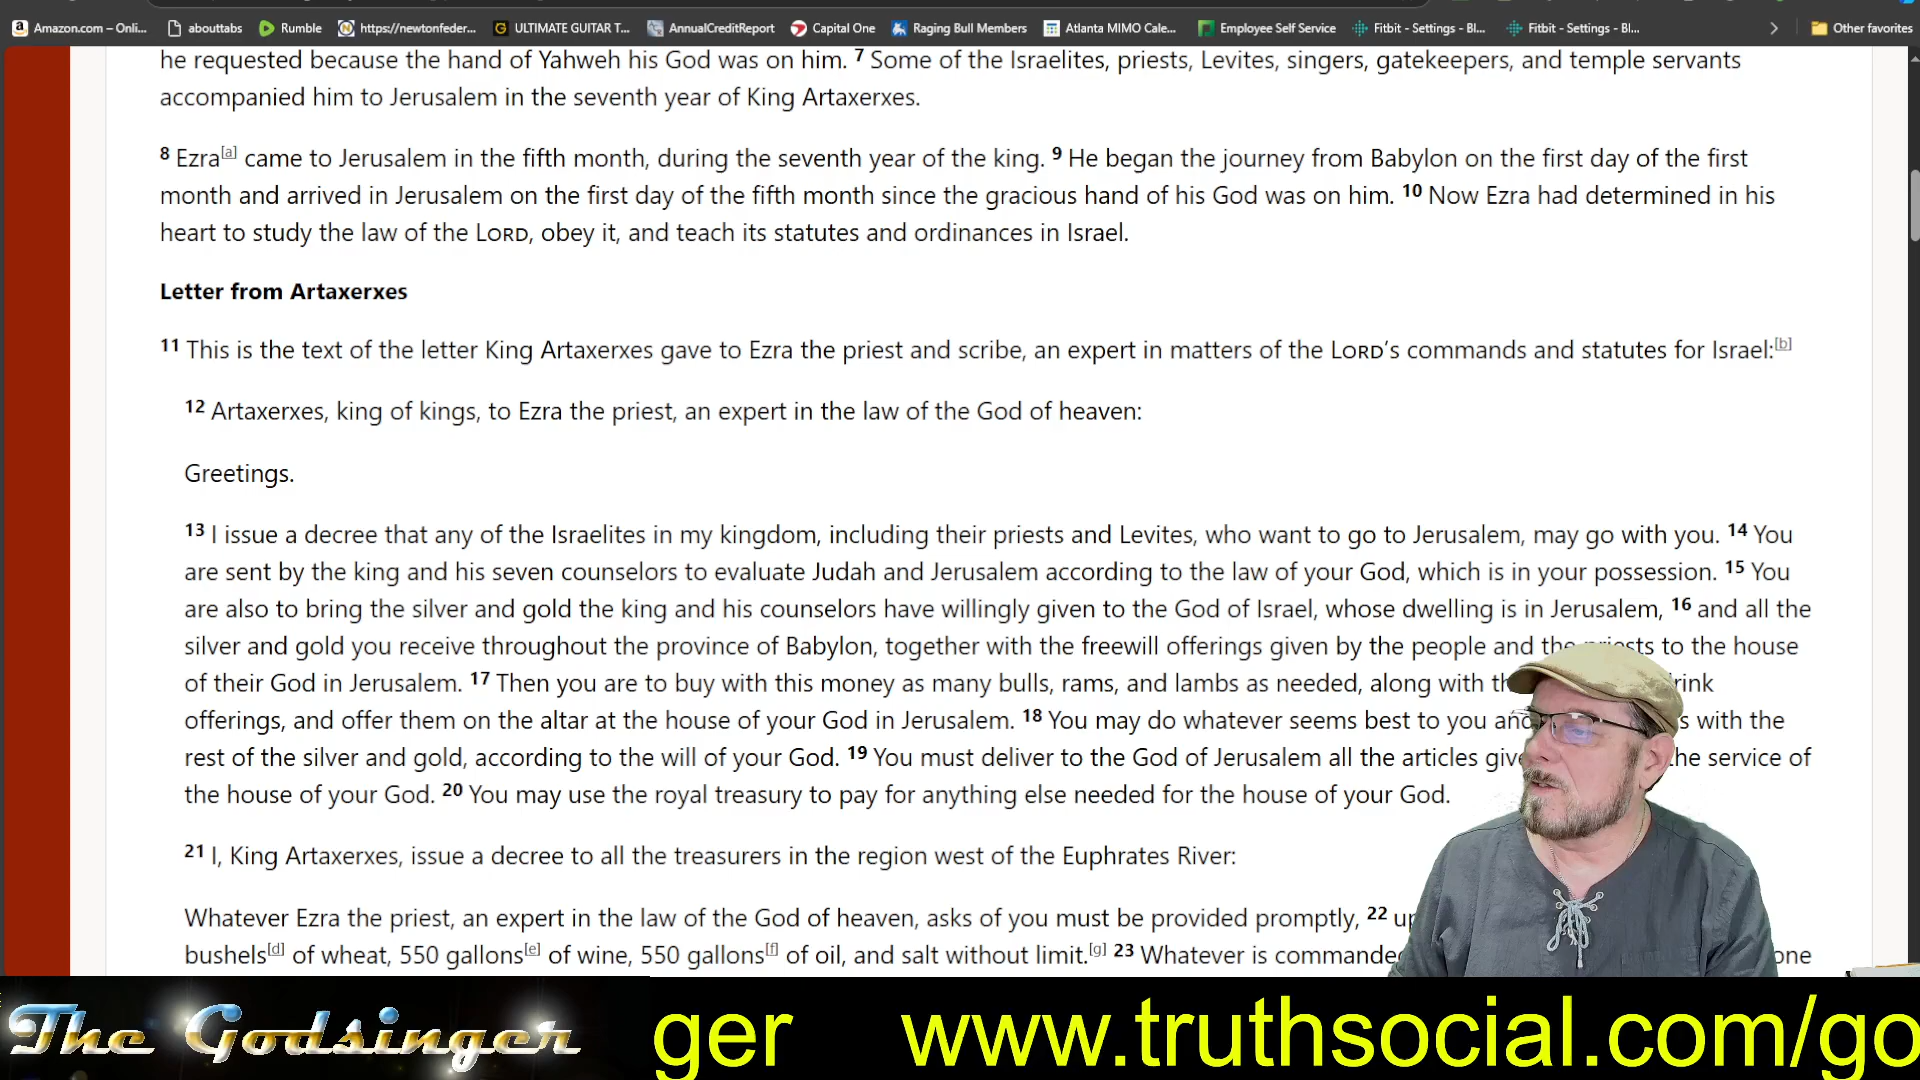 Amazon.com – Onli... abouttabs Rumble https://newtonfeder... ULTIMATE GUITAR T... AnnualCreditReport Capital One Raging Bull Members Atlanta MIMO Cale... Employee Self Service Fitbit - Settings - Bl... Fitbit - Settings - Bl... Other favorites
he requested because the hand of Yahweh his God was on him. 7 Some of the Israelites, priests, Levites, singers, gatekeepers, and temple servants
accompanied him to Jerusalem in the seventh year of King Artaxerxes.
8 Ezra[a] came to Jerusalem in the fifth month, during the seventh year of the king. 9 He began the journey from Babylon on the first day of the first
month and arrived in Jerusalem on the first day of the fifth month since the gracious hand of his God was on him. 10 Now Ezra had determined in his
heart to study the law of the LORD, obey it, and teach its statutes and ordinances in Israel.
Letter from Artaxerxes
11 This is the text of the letter King Artaxerxes gave to Ezra the priest and scribe, an expert in matters of the LORD's commands and statutes for Israel:[b]
12 Artaxerxes, king of kings, to Ezra the priest, an expert in the law of the God of heaven:
Greetings.
13 I issue a decree that any of the Israelites in my kingdom, including their priests and Levites, who want to go to Jerusalem, may go with you. 14 You
are sent by the king and his seven counselors to evaluate Judah and Jerusalem according to the law of your God, which is in your possession. 15 You
are also to bring the silver and gold the king and his counselors have willingly given to the God of Israel, whose dwelling is in Jerusalem, 16 and all the
silver and gold you receive throughout the province of Babylon, together with the freewill offerings given by the people and the priests to the house
of their God in Jerusalem. 17 Then you are to buy with this money as many bulls, rams, and lambs as needed, along with
offerings, and offer them on the altar at the house of your God in Jerusalem. 18 You may do whatever seems best to you and with the
rest of the silver and gold, according to the will of your God. 19 You must deliver to the God of Jerusalem all the articles service of
the house of your God. 20 You may use the royal treasury to pay for anything else needed for the house of your God.
21 I, King Artaxerxes, issue a decree to all the treasurers in the region west of the Euphrates River:
Whatever Ezra the priest, an expert in the law of the God of heaven, asks of you must be provided promptly, 22
bushels[d] of wheat, 550 gallons[e] of wine, 550 gallons[f] of oil, and salt without limit.[g] 23 Whatever is commanded
The Godsinger ger www.truthsocial.com/go